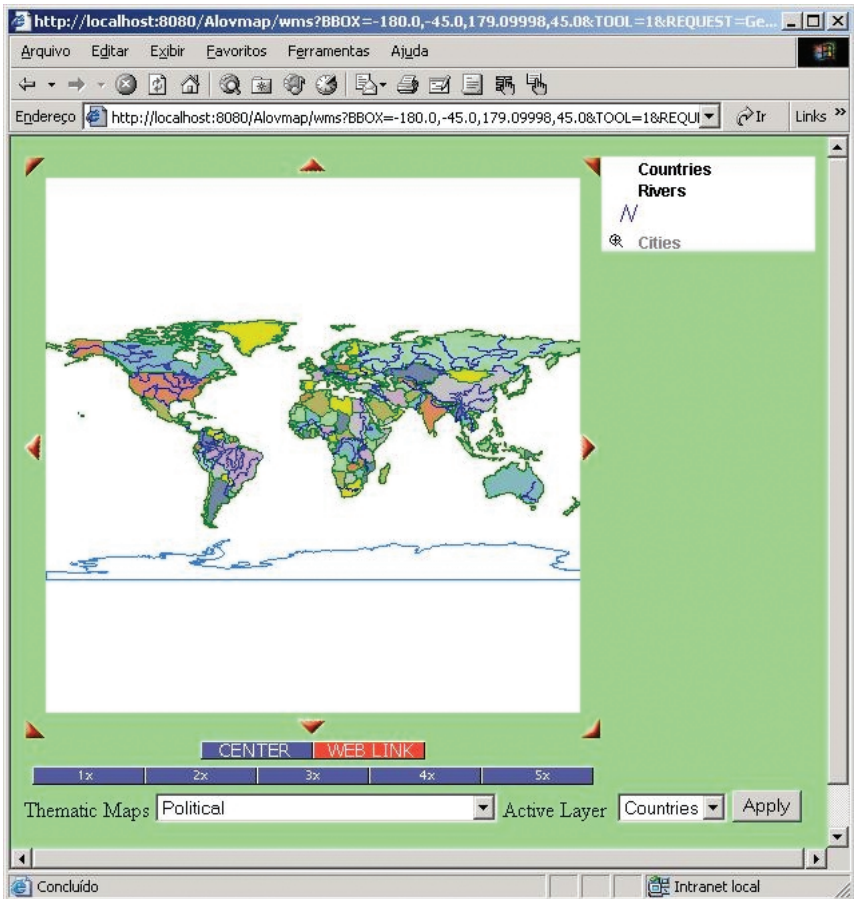 http://localhost:8080/Alovmap/wms?BBOX=-180.0,-45.0,179.09998,45.0&TOOL=1&REQUEST=Ge...
Arquivo Editar Exibir Favoritos Ferramentas Ajuda
Endereço http://localhost:8080/Alovmap/wms?BBOX=-180.0,-45.0,179.09998,45.0&TOOL=1&REQU Ir Links »
Countries
Rivers
Cities
CENTER WEB LINK
1x 2x 3x 4x 5x
Thematic Maps Political Active Layer Countries Apply
Concluído Intranet local